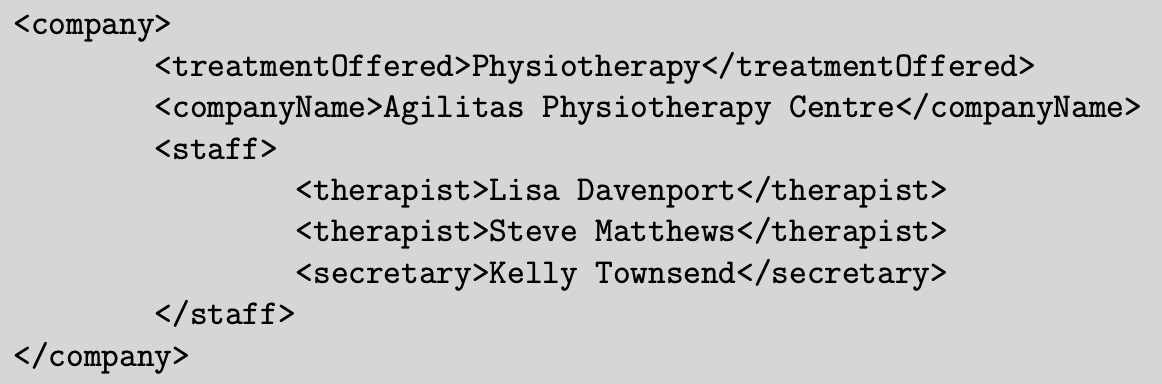 <company>
<treatmentOffered>Physiotherapy</treatmentOffered>
<companyName>Agilitas Physiotherapy Centre</companyName>
<staff>
<therapist>Lisa Davenport</therapist>
<therapist>Steve Matthews</therapist>
<secretary>Kelly Townsend</secretary>
</staff>
</company>